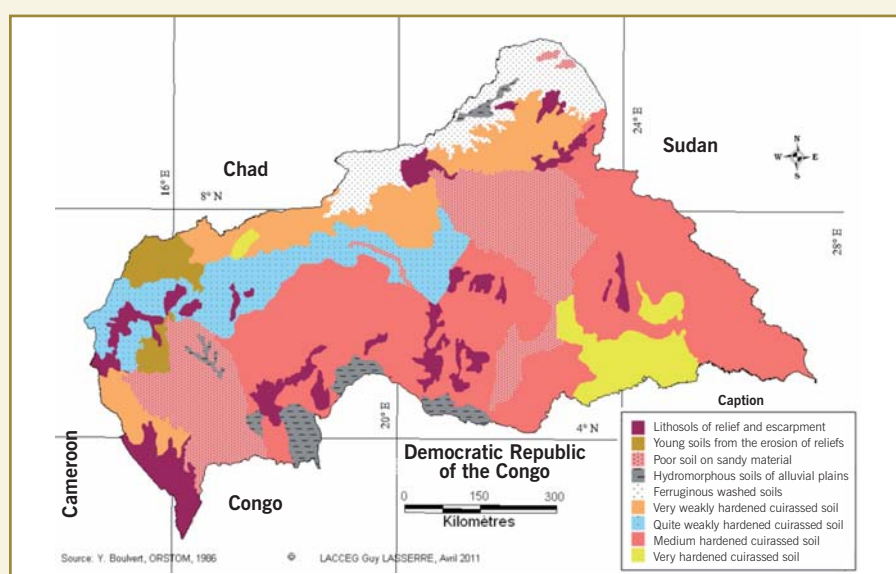 Chad
Sudan
16° E
8° N
24° E
28° E
N
W E
S
Cameroon
Congo
20° E
Democratic Republic
of the Congo
4° N
0 150 300
Kilomètres
Caption
Lithosols of relief and escarpment
Young soils from the erosion of reliefs
Poor soil on sandy material
Hydromorphous soils of alluvial plains
Ferruginous washed soils
Very weakly hardened cuirassed soil
Quite weakly hardened cuirassed soil
Medium hardened cuirassed soil
Very hardened cuirassed soil
Source: Y. Boulvert, ORSTOM, 1986 © LACCEG Guy LASSERRE, Avril 2011